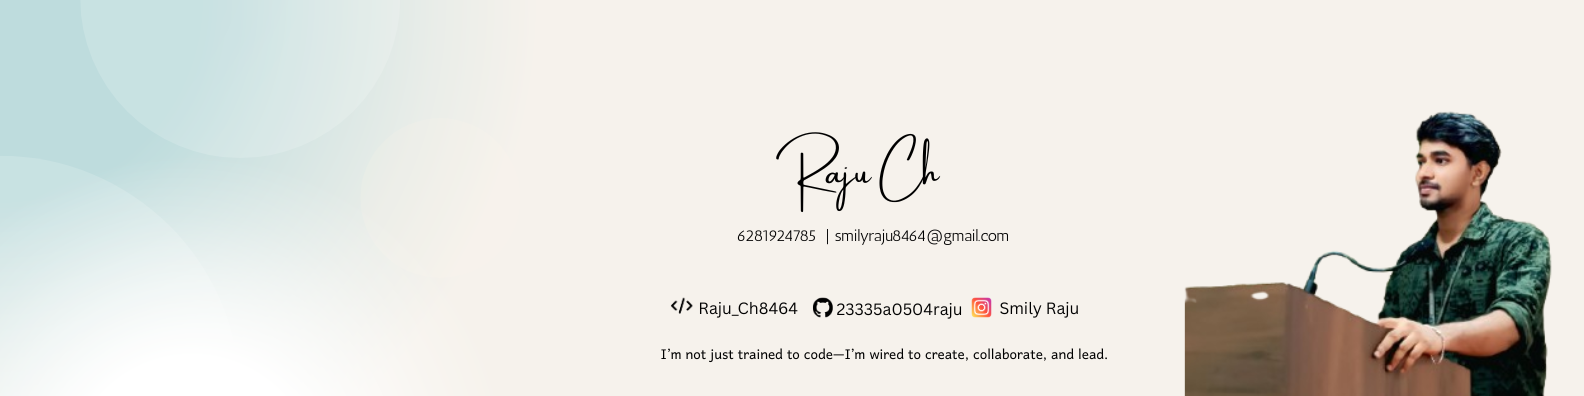 Raju Ch
6281924785 | smilyraju8464@gmail.com
Raju_Ch8464 23335a0504raju Smily Raju
I'm not just trained to code—I'm wired to create, collaborate, and lead.